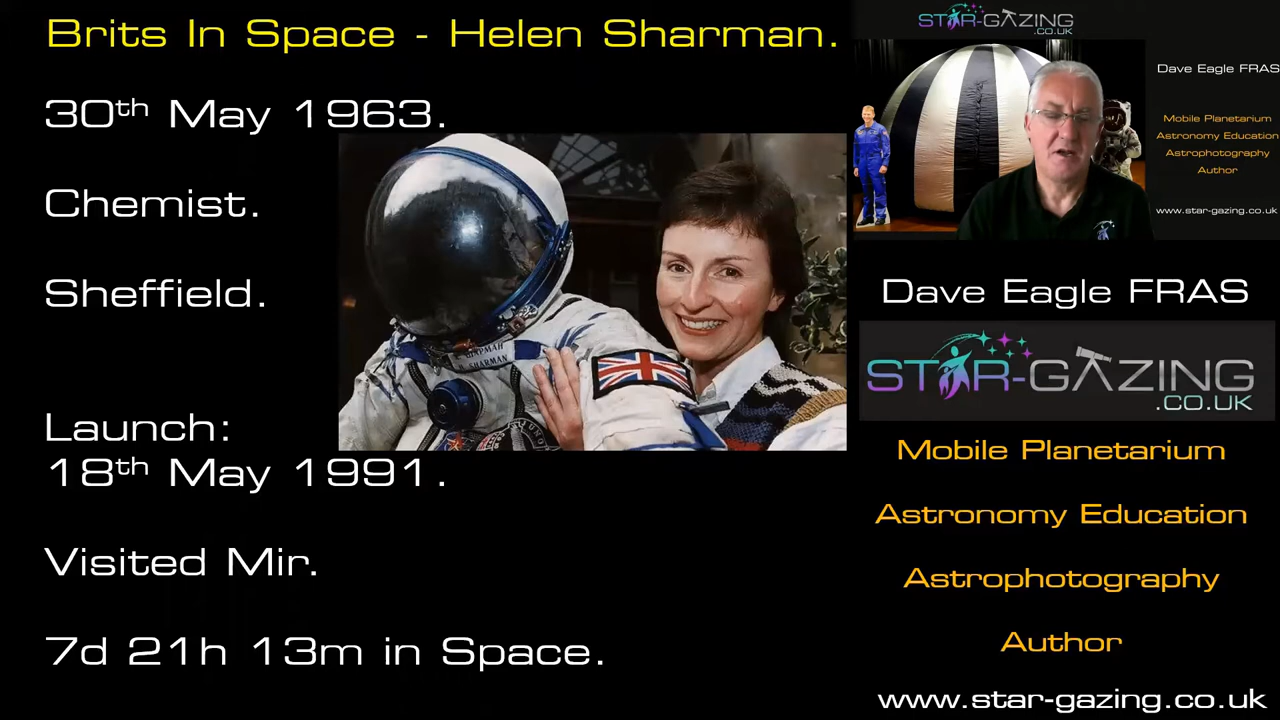 Brits In Space - Helen Sharman.
30th May 1963.
Chemist.
Sheffield.
Launch:
18th May 1991.
Visited Mir.
7d 21h 13m in Space.
ШАРМАН
SHARMAN
STAR-GAZING
.CO.UK
Dave Eagle FRAS
Mobile Planetarium
Astronomy Education
Astrophotography
Author
www.star-gazing.co.uk
Dave Eagle FRAS
STAR-GAZING
.CO.UK
Mobile Planetarium
Astronomy Education
Astrophotography
Author
www.star-gazing.co.uk